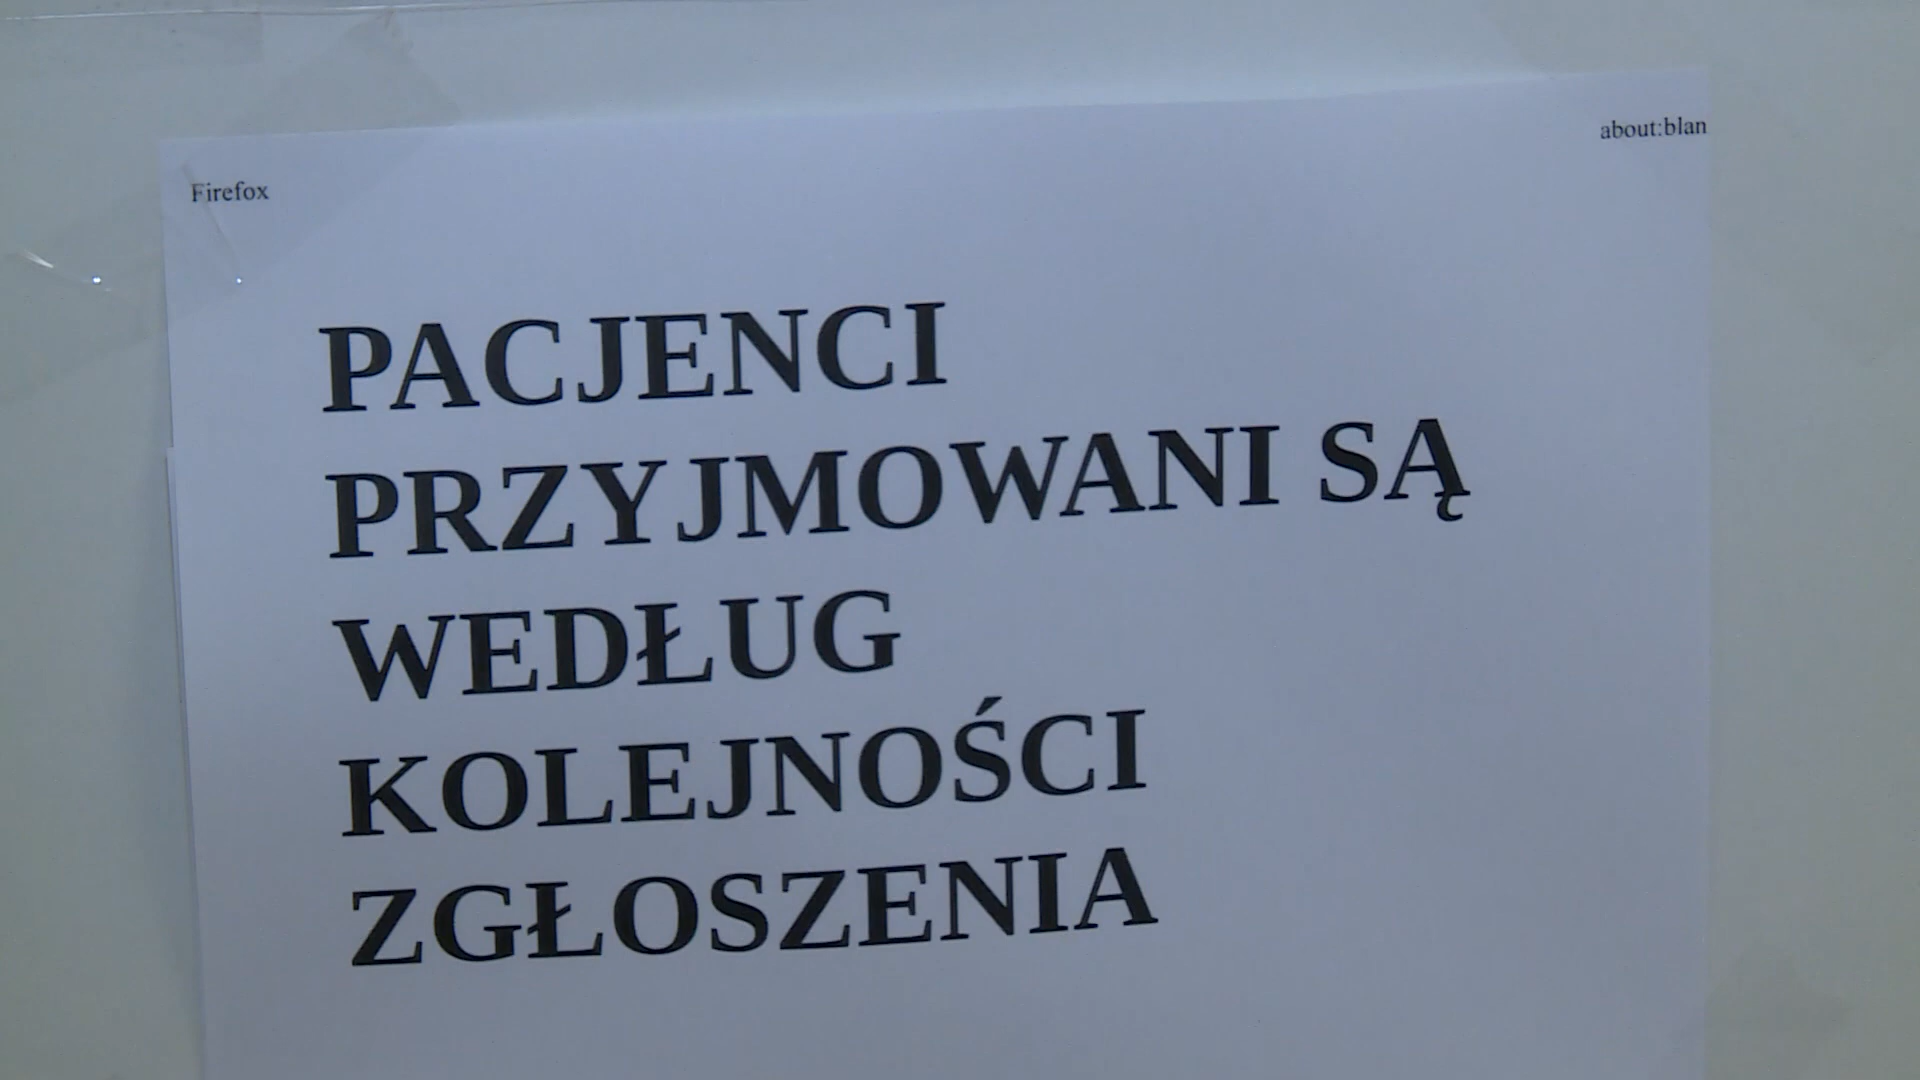 Firefox
about:blan
PACJENCI
PRZYJMOWANI SĄ
WEDŁUG
KOLEJNOŚCI
ZGŁOSZENIA